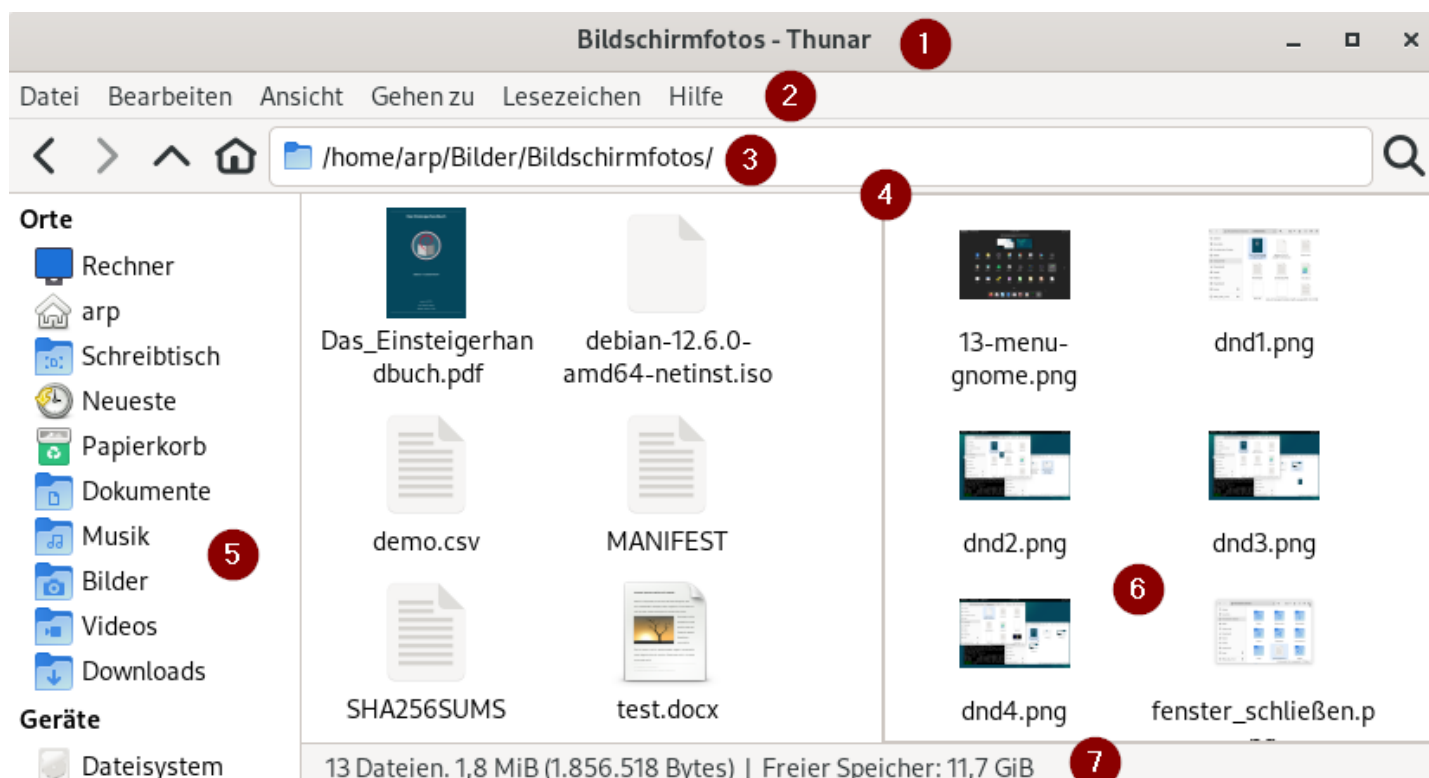 Bildschirmfotos - Thunar 1
Datei Bearbeiten Ansicht Gehen zu Lesezeichen Hilfe 2
/home/arp/Bilder/Bildschirmfotos/ 3
4
Orte
Rechner
arp
Schreibtisch
Neueste
Papierkorb
Dokumente
Musik
5
Bilder
Videos
Downloads
Geräte
Dateisystem
Das_Einsteigerhan
dbuch.pdf
debian-12.6.0-
amd64-netinst.iso
demo.csv
MANIFEST
SHA256SUMS
test.docx
13-menu-
gnome.png
dnd1.png
dnd2.png
dnd3.png
6
dnd4.png
fenster_schließen.p
13 Dateien. 1,8 MiB (1.856.518 Bytes) | Freier Speicher: 11,7 GiB 7